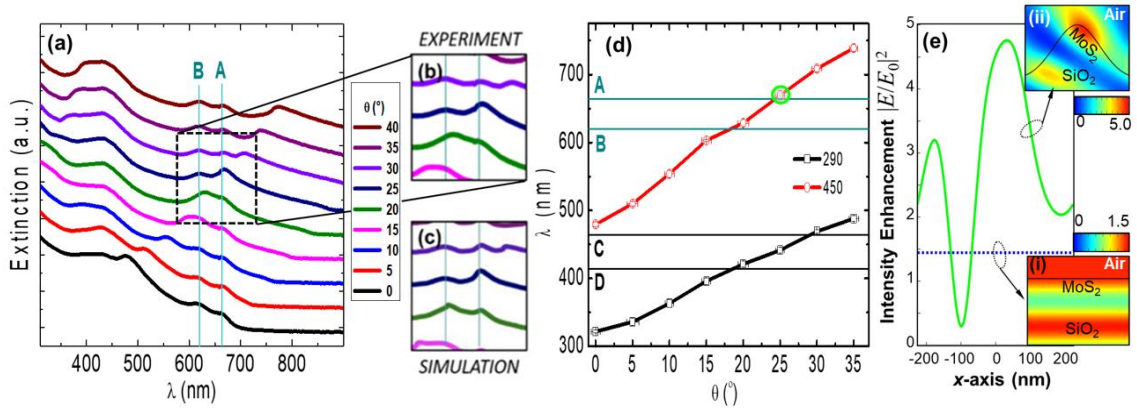 (a)
B
A
Extinction (a.u.)
400
500
600
700
800
λ (nm)
θ (°)
40
35
30
25
20
15
10
5
0
EXPERIMENT
(b)
(c)
SIMULATION
(d)
700
600
500
400
300
λ (nm)
A
B
C
D
290
450
0
5
10
15
20
25
30
35
θ (°)
(e)
Intensity Enhancement |E/E₀|²
5
4
3
2
1
0
-200
-100
0
100
200
x-axis (nm)
(ii)
Air
MoS₂
SiO₂
0
5.0
0
1.5
(i)
Air
MoS₂
SiO₂